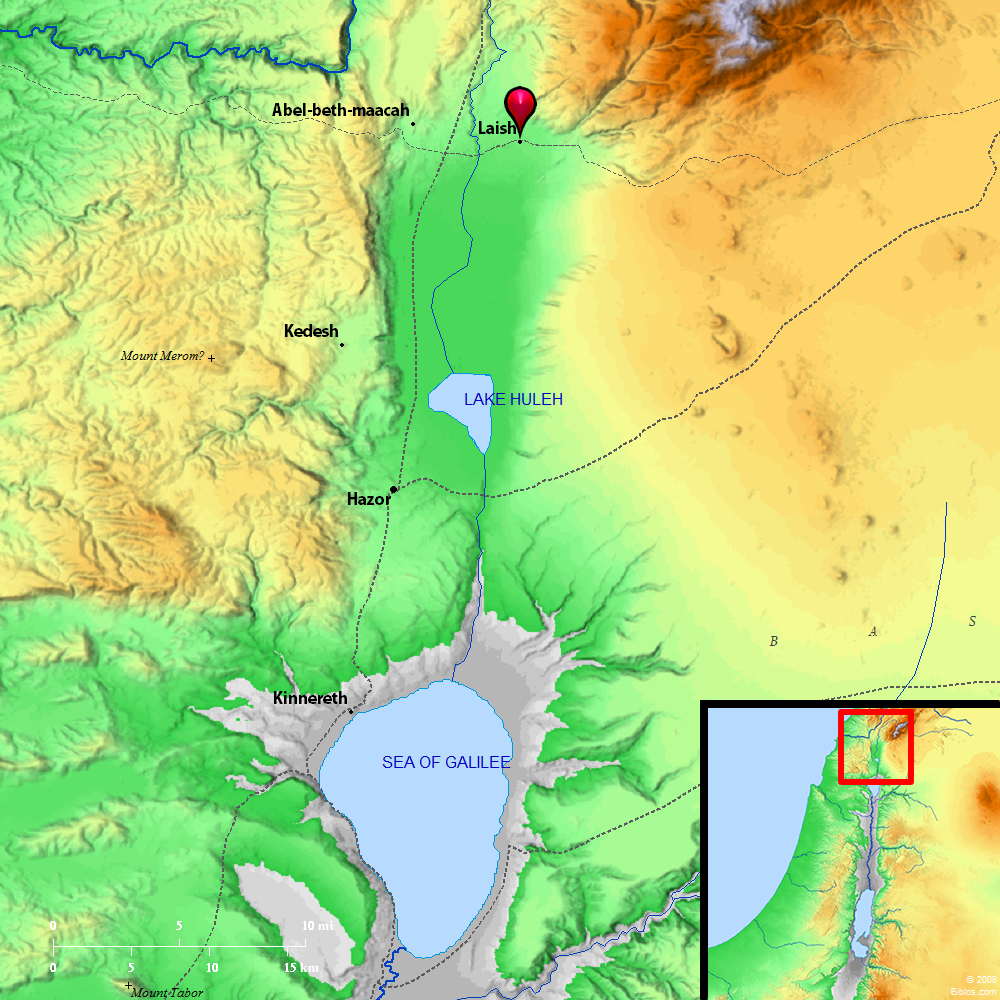 Abel-beth-maacah
Laish
Kedesh
Mount Merom?
LAKE HULEH
Hazor
B A S
Kinnereth
SEA OF GALILEE
0 5 10 mi
0 5 10 15 km
Mount Tabor
© 2008
Biblos.com